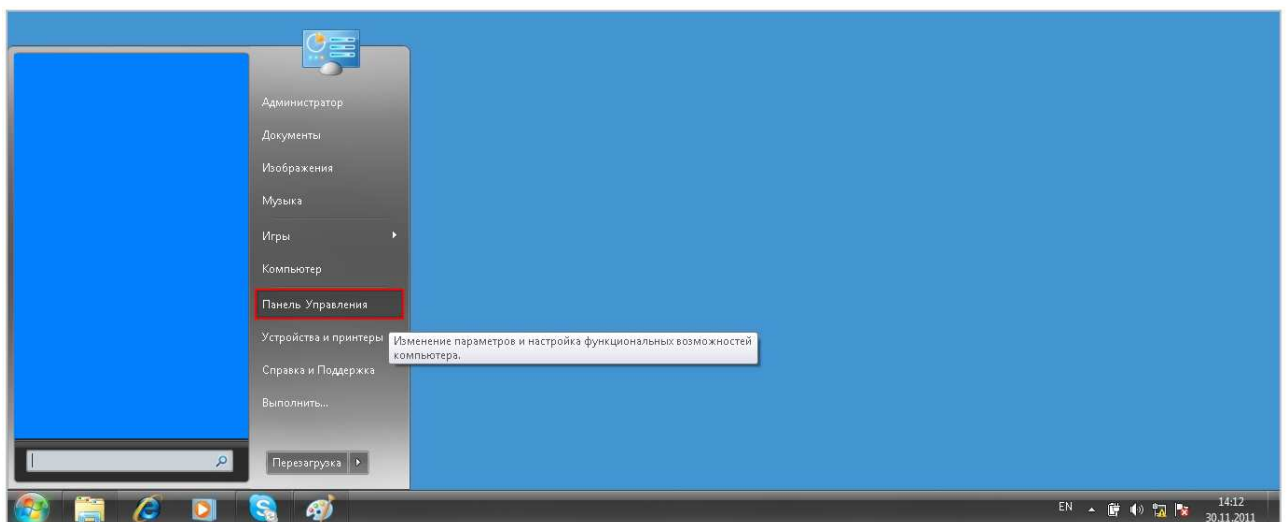 Администратор
Документы
Изображения
Музыка
Игры
Компьютер
Панель Управления
Устройства и принтеры
Изменение параметров и настройка функциональных возможностей
компьютера.
Справка и Поддержка
Выполнить...
Перезагрузка
EN
14:12
30.11.2011